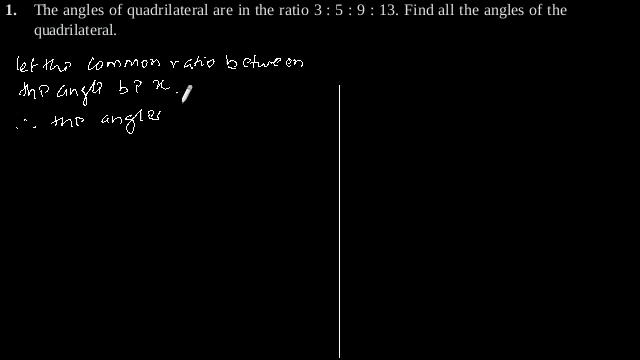 1. The angles of quadrilateral are in the ratio 3 : 5 : 9 : 13. Find all the angles of the
quadrilateral.
let the common ratio between
the angle be x.
∴ the angles